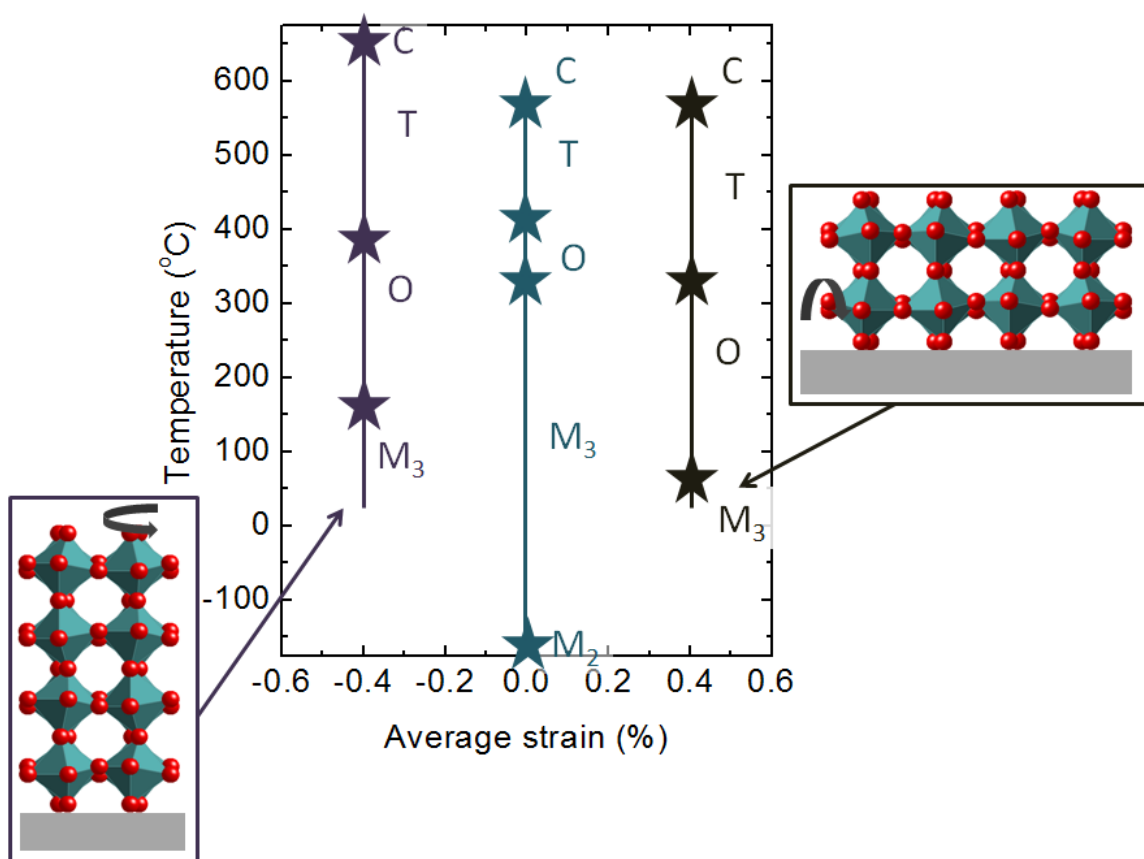 Temperature (°C)
600
500
400
300
200
100
0
-100
-0.6 -0.4 -0.2 0.0 0.2 0.4 0.6
Average strain (%)
C
T
O
M₃
C
T
O
M₃
M₂
C
T
O
M₃